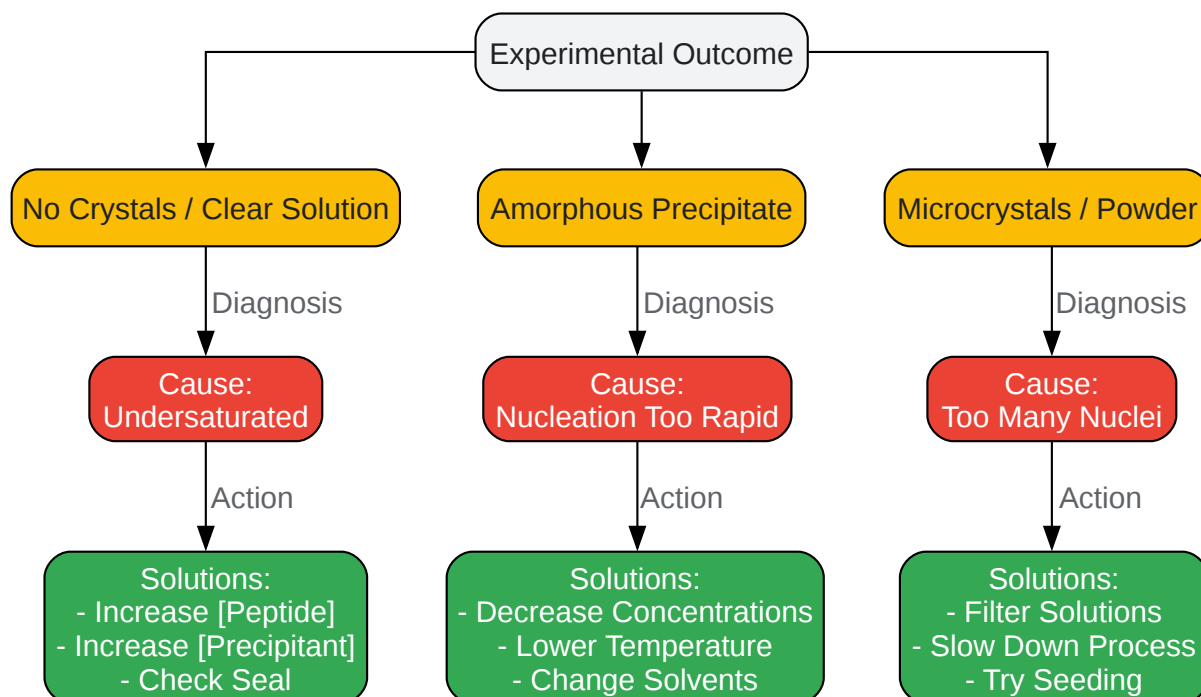 Experimental Outcome
No Crystals / Clear Solution
Amorphous Precipitate
Microcrystals / Powder
Diagnosis
Diagnosis
Diagnosis
Cause:
Undersaturated
Cause:
Nucleation Too Rapid
Cause:
Too Many Nuclei
Action
Action
Action
Solutions:
- Increase [Peptide]
- Increase [Precipitant]
- Check Seal
Solutions:
- Decrease Concentrations
- Lower Temperature
- Change Solvents
Solutions:
- Filter Solutions
- Slow Down Process
- Try Seeding